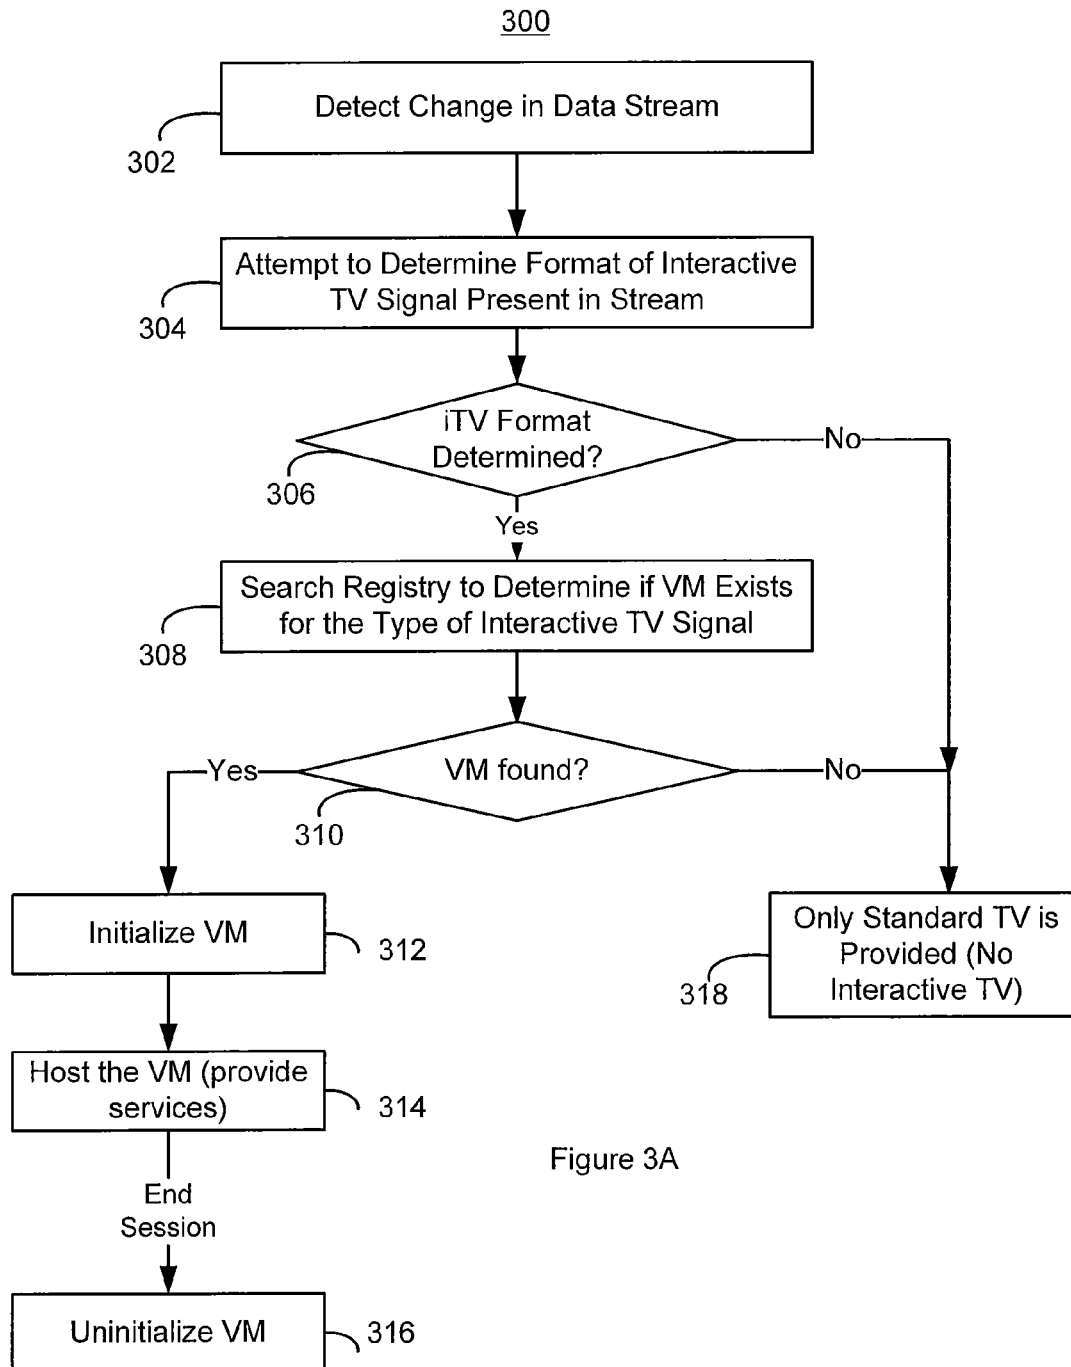 300
Detect Change in Data Stream
302
Attempt to Determine Format of Interactive
TV Signal Present in Stream
304
iTV Format
Determined?
No
306
Yes
Search Registry to Determine if VM Exists
for the Type of Interactive TV Signal
308
Yes
VM found?
No
310
Initialize VM
312
Only Standard TV is
Provided (No
Interactive TV)
318
Host the VM (provide
services)
314
Figure 3A
End
Session
Uninitialize VM
316